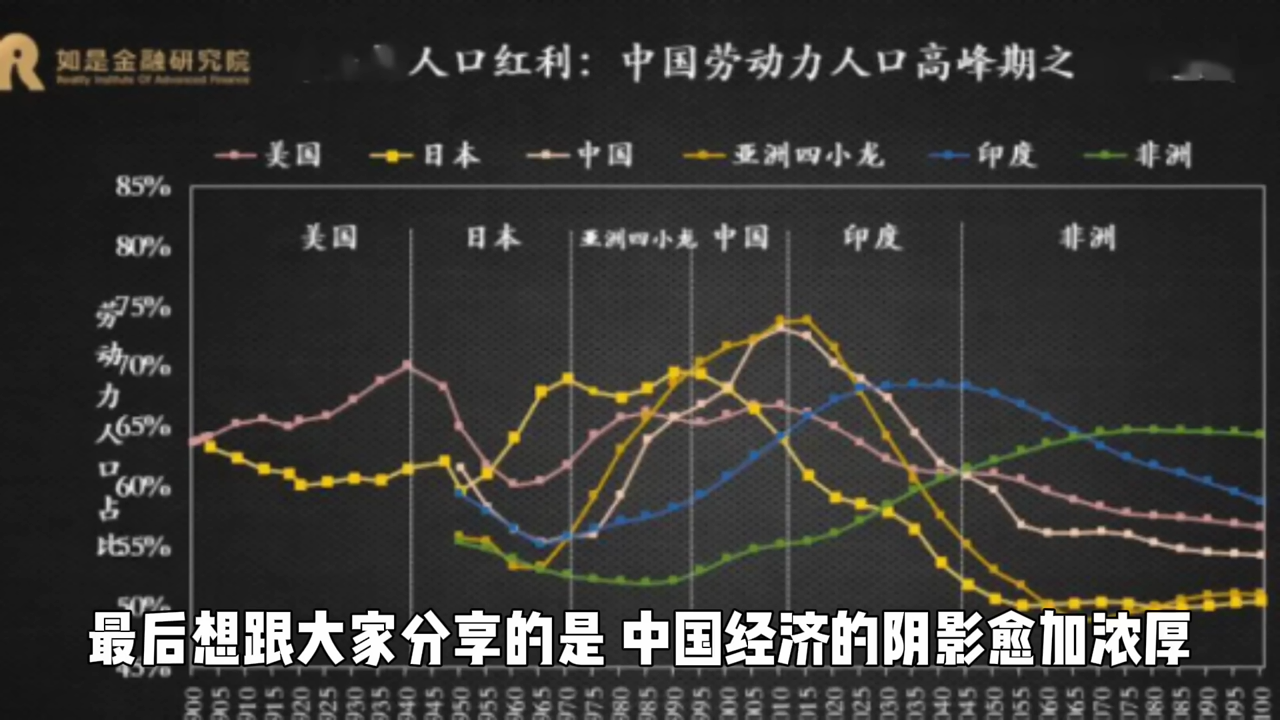 如是金融研究院
Reality Institute Of Advanced Finance
人口红利：中国劳动力人口高峰期之
美国 日本 中国 亚洲四小龙 印度 非洲
85%
美国 日本 亚洲四小龙 中国 印度 非洲
80%
75%
70%
65%
60%
55%
50%
45%
劳动力人口占比
最后想跟大家分享的是 中国经济的阴影愈加浓厚